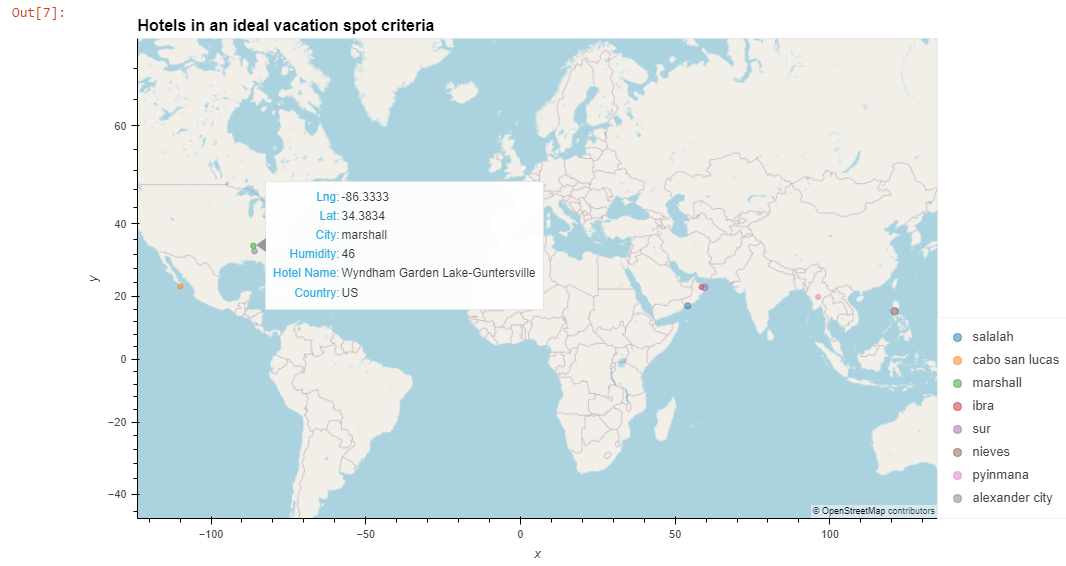 Out[7]:
Hotels in an ideal vacation spot criteria
60
40
20
0
−20
−40
y
−100
−50
0
50
100
x
Lng: -86.3333
Lat: 34.3834
City: marshall
Humidity: 46
Hotel Name: Wyndham Garden Lake-Guntersville
Country: US
salalah
cabo san lucas
marshall
ibra
sur
nieves
pyinmana
alexander city
© OpenStreetMap contributors